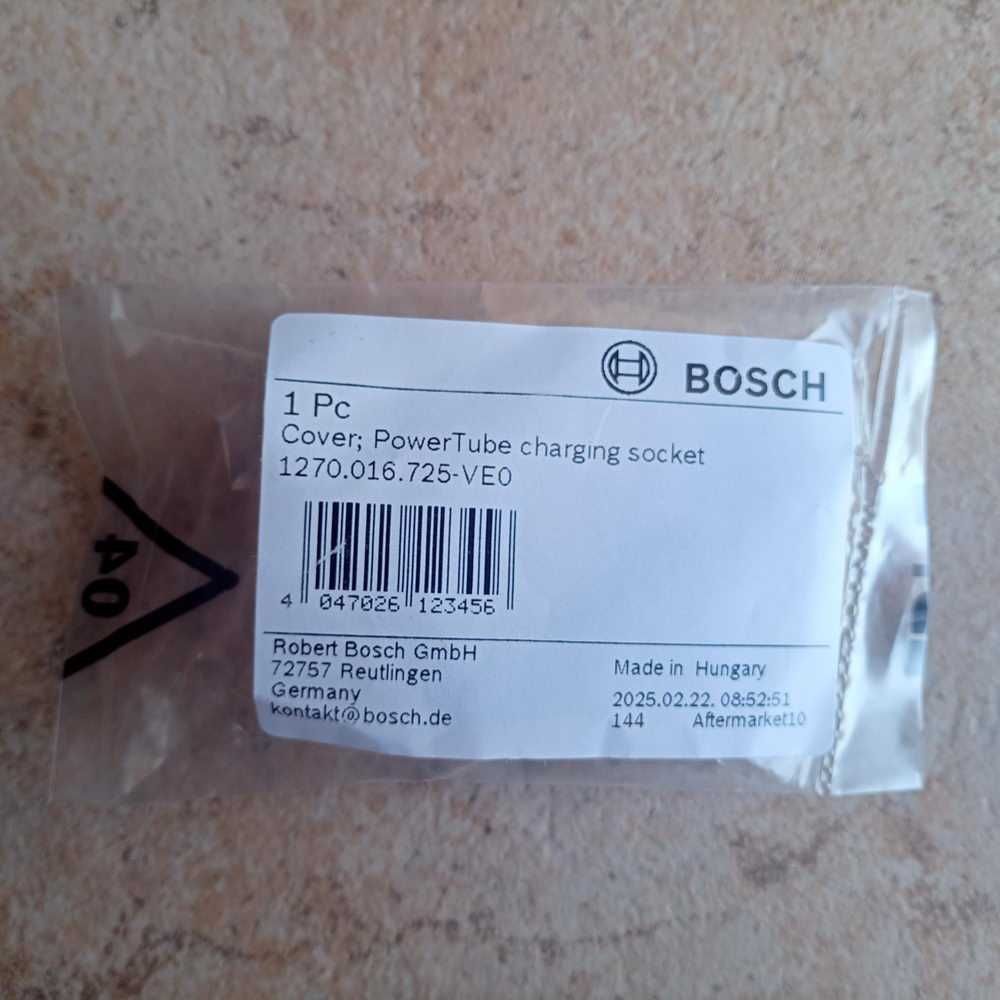 BOSCH
1 Pc
Cover; PowerTube charging socket
1270.016.725-VE0
4 047026 123456
Robert Bosch GmbH
72757 Reutlingen
Germany
kontakt@bosch.de
Made in Hungary
2025.02.22. 08:52:51
144 Aftermarket10
40